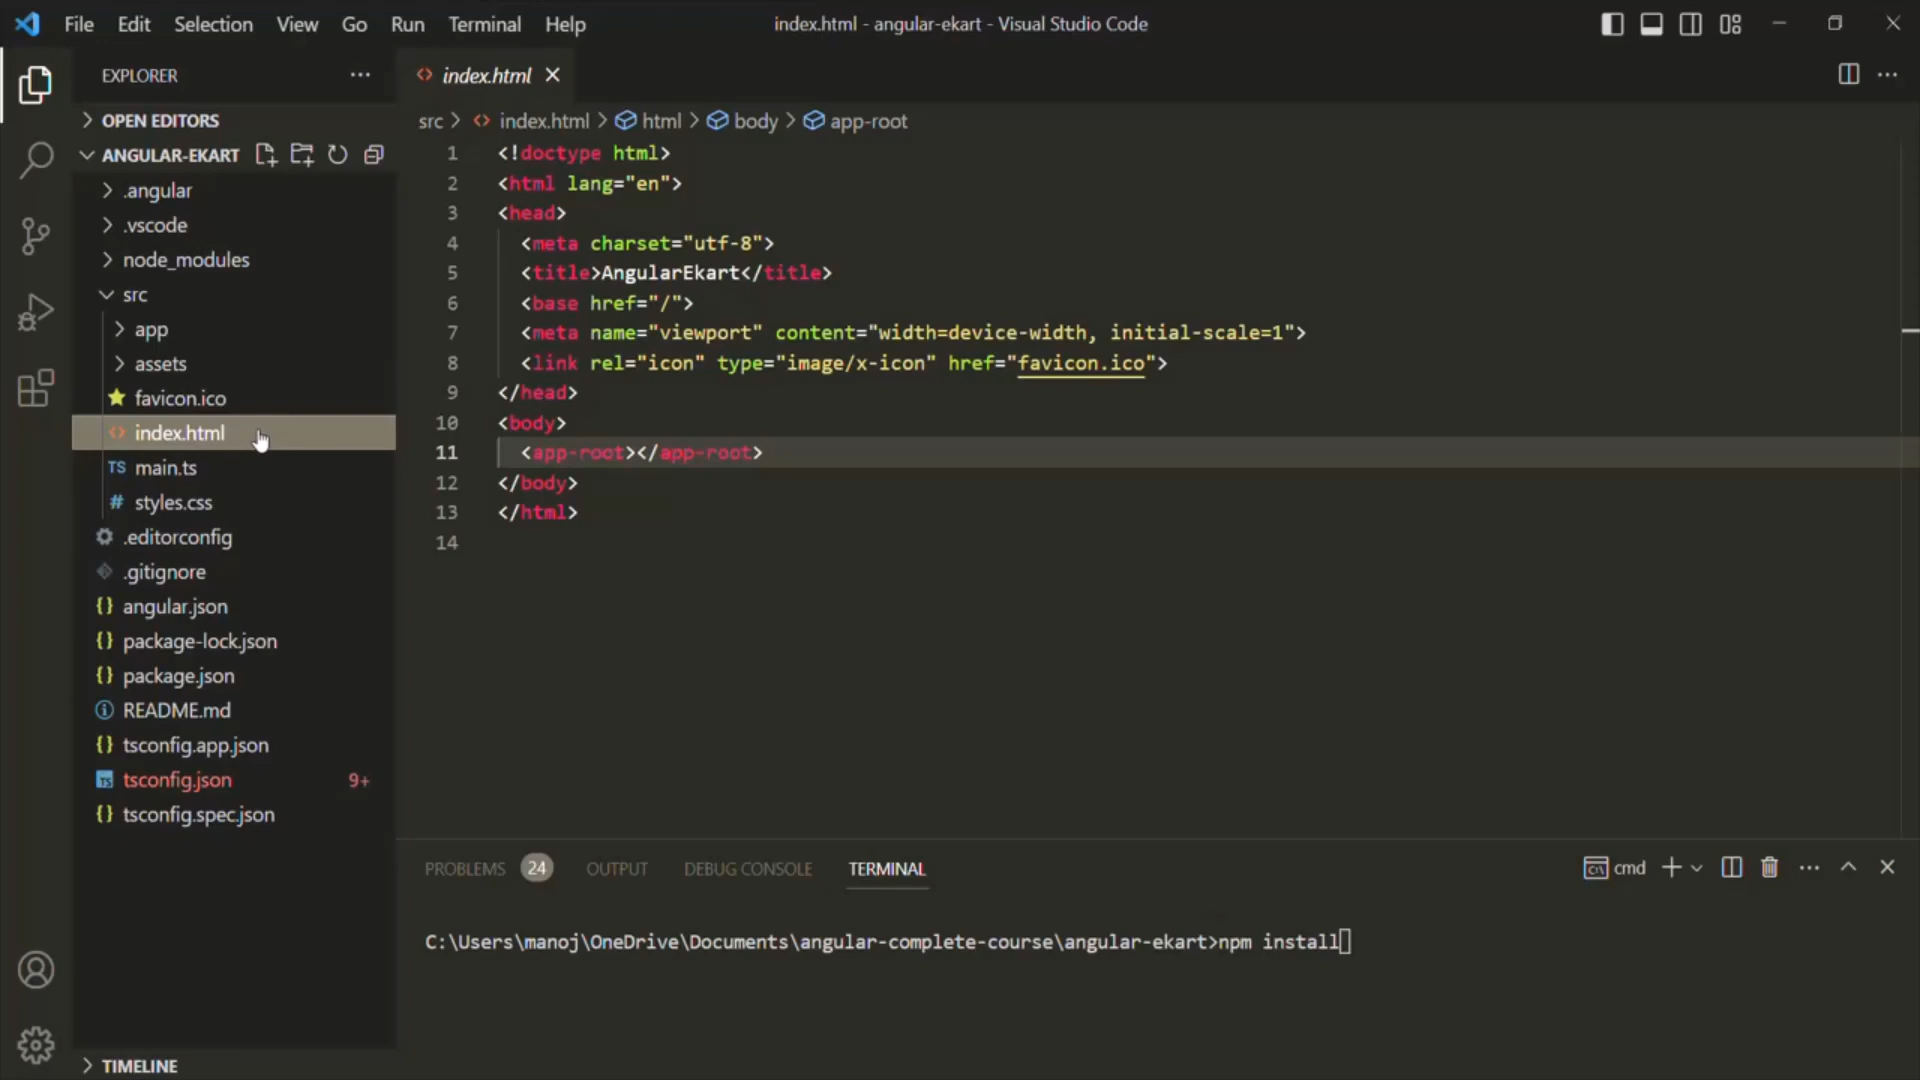 File Edit Selection View Go Run Terminal Help
index.html - angular-ekart - Visual Studio Code
EXPLORER
OPEN EDITORS
ANGULAR-EKART
.angular
.vscode
node_modules
src
app
assets
favicon.ico
index.html
TS main.ts
# styles.css
.editorconfig
.gitignore
{} angular.json
{} package-lock.json
{} package.json
README.md
{} tsconfig.app.json
TS tsconfig.json 9+
{} tsconfig.spec.json
TIMELINE
index.html
src > index.html > html > body > app-root
1 <!doctype html>
2 <html lang="en">
3 <head>
4 <meta charset="utf-8">
5 <title>AngularEkart</title>
6 <base href="/">
7 <meta name="viewport" content="width=device-width, initial-scale=1">
8 <link rel="icon" type="image/x-icon" href="favicon.ico">
9 </head>
10 <body>
11 <app-root></app-root>
12 </body>
13 </html>
14
PROBLEMS 24 OUTPUT DEBUG CONSOLE TERMINAL
cmd
C:\Users\manoj\OneDrive\Documents\angular-complete-course\angular-ekart>npm install